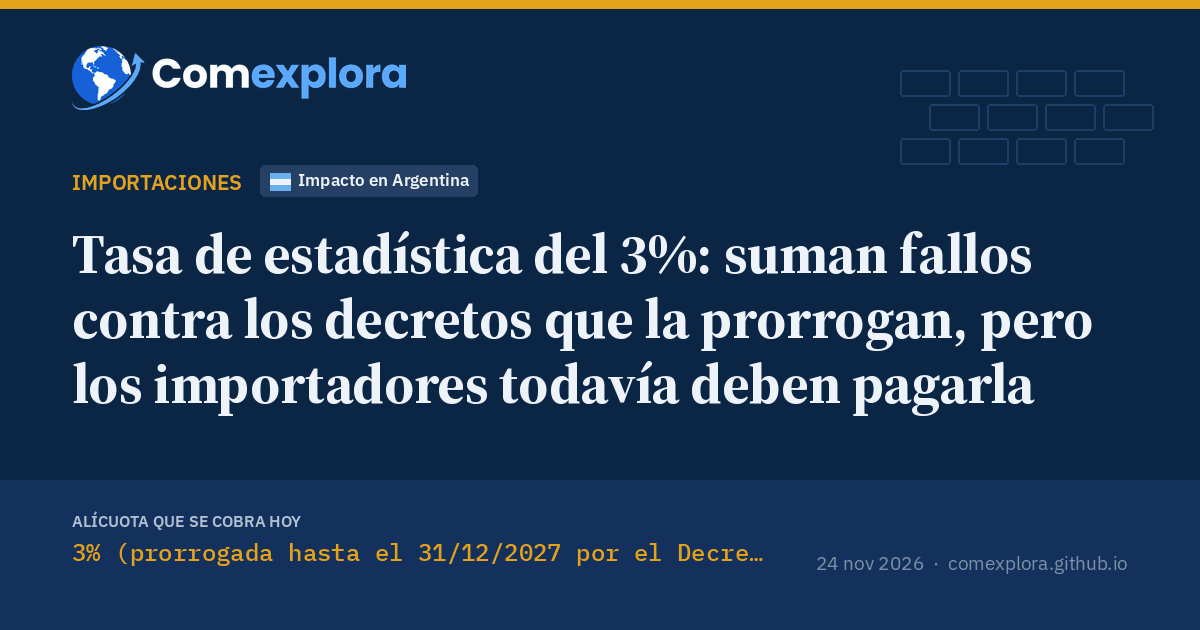 Comexplora
IMPORTACIONES
Impacto en Argentina
Tasa de estadística del 3%: suman fallos
contra los decretos que la prorrogan, pero
los importadores todavía deben pagarla
ALÍCUOTA QUE SE COBRA HOY
3% (prorrogada hasta el 31/12/2027 por el Decre…
24 nov 2026 · comexplora.github.io